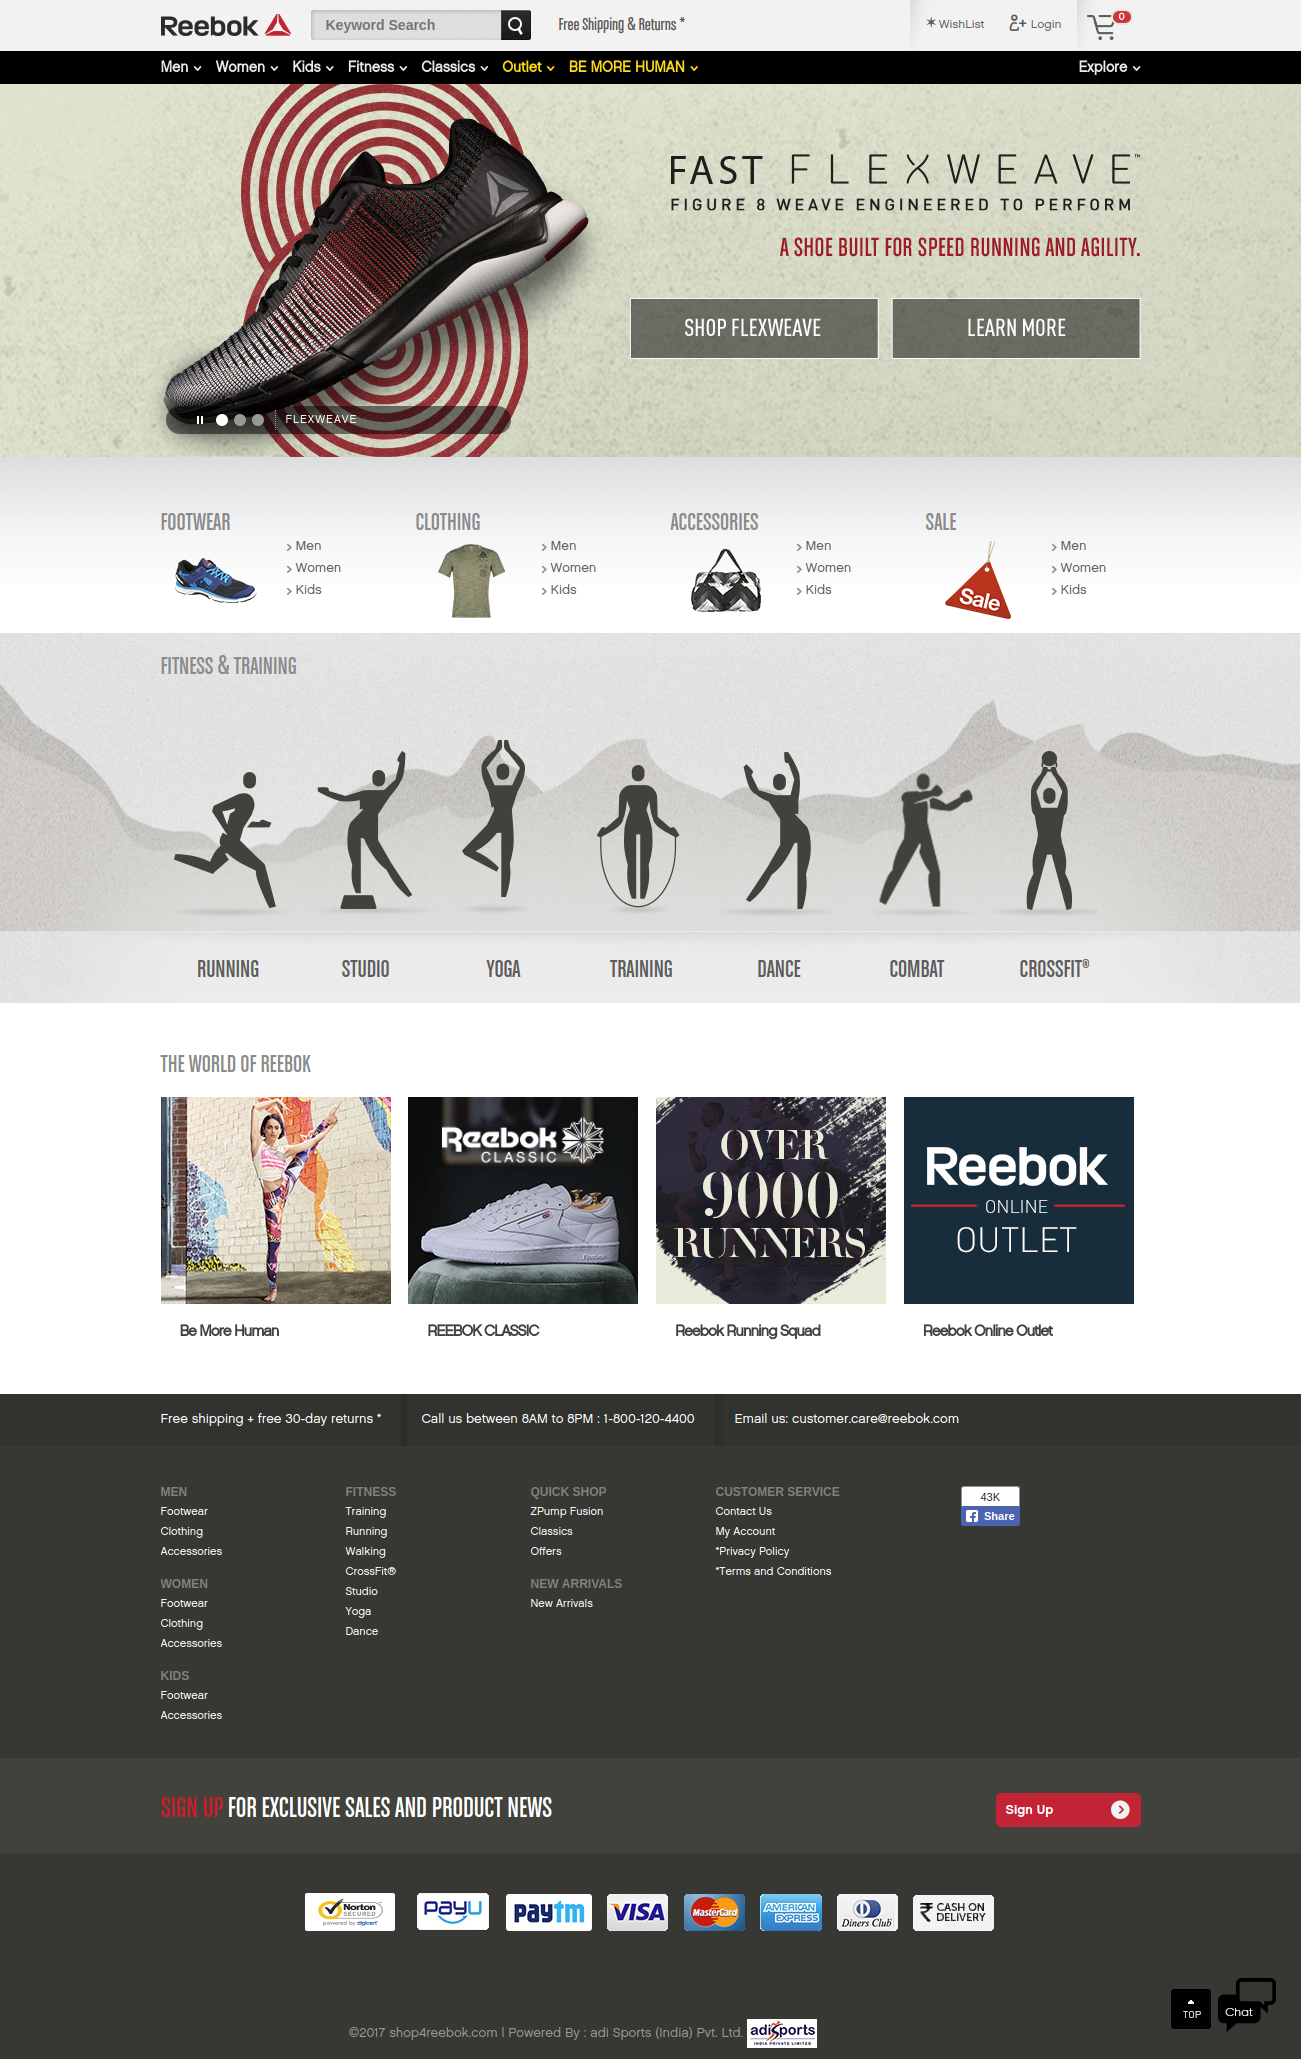 Reebok
Keyword Search
Free Shipping & Returns *
✶ WishList
Login
0
Men
Women
Kids
Fitness
Classics
Outlet
BE MORE HUMAN
Explore
FAST FLEXWEAVE™
FIGURE 8 WEAVE ENGINEERED TO PERFORM
A SHOE BUILT FOR SPEED RUNNING AND AGILITY.
SHOP FLEXWEAVE
LEARN MORE
FLEXWEAVE
FOOTWEAR
Men
Women
Kids
CLOTHING
Men
Women
Kids
ACCESSORIES
Men
Women
Kids
SALE
Sale
Men
Women
Kids
FITNESS & TRAINING
RUNNING
STUDIO
YOGA
TRAINING
DANCE
COMBAT
CROSSFIT®
THE WORLD OF REEBOK
Reebok
CLASSIC
OVER
9000
RUNNERS
Reebok
ONLINE
OUTLET
Be More Human
REEBOK CLASSIC
Reebok Running Squad
Reebok Online Outlet
Free shipping + free 30-day returns *
Call us between 8AM to 8PM : 1-800-120-4400
Email us: customer.care@reebok.com
MEN
Footwear
Clothing
Accessories
WOMEN
Footwear
Clothing
Accessories
KIDS
Footwear
Accessories
FITNESS
Training
Running
Walking
CrossFit®
Studio
Yoga
Dance
QUICK SHOP
ZPump Fusion
Classics
Offers
NEW ARRIVALS
New Arrivals
CUSTOMER SERVICE
Contact Us
My Account
*Privacy Policy
*Terms and Conditions
43K
Share
SIGN UP FOR EXCLUSIVE SALES AND PRODUCT NEWS
Sign Up
Norton
SECURED
powered by digicert
PayU
paytm
VISA
MasterCard
AMERICAN
EXPRESS
Diners Club
₹ CASH ON
DELIVERY
TOP
Chat
©2017 shop4reebok.com | Powered By : adi Sports (India) Pvt. Ltd.
adiSports
INDIA PRIVATE LIMITED